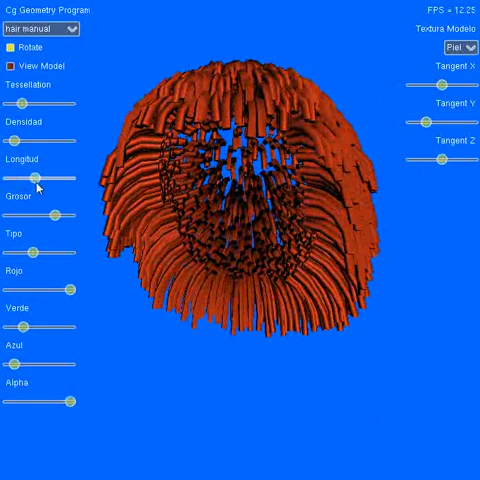 Cg Geometry Program
hair manual
Rotate
View Model
Tessellation
Densidad
Longitud
Grosor
Tipo
Rojo
Verde
Azul
Alpha
FPS = 12.25
Textura Modelo
Piel
Tangent X
Tangent Y
Tangent Z